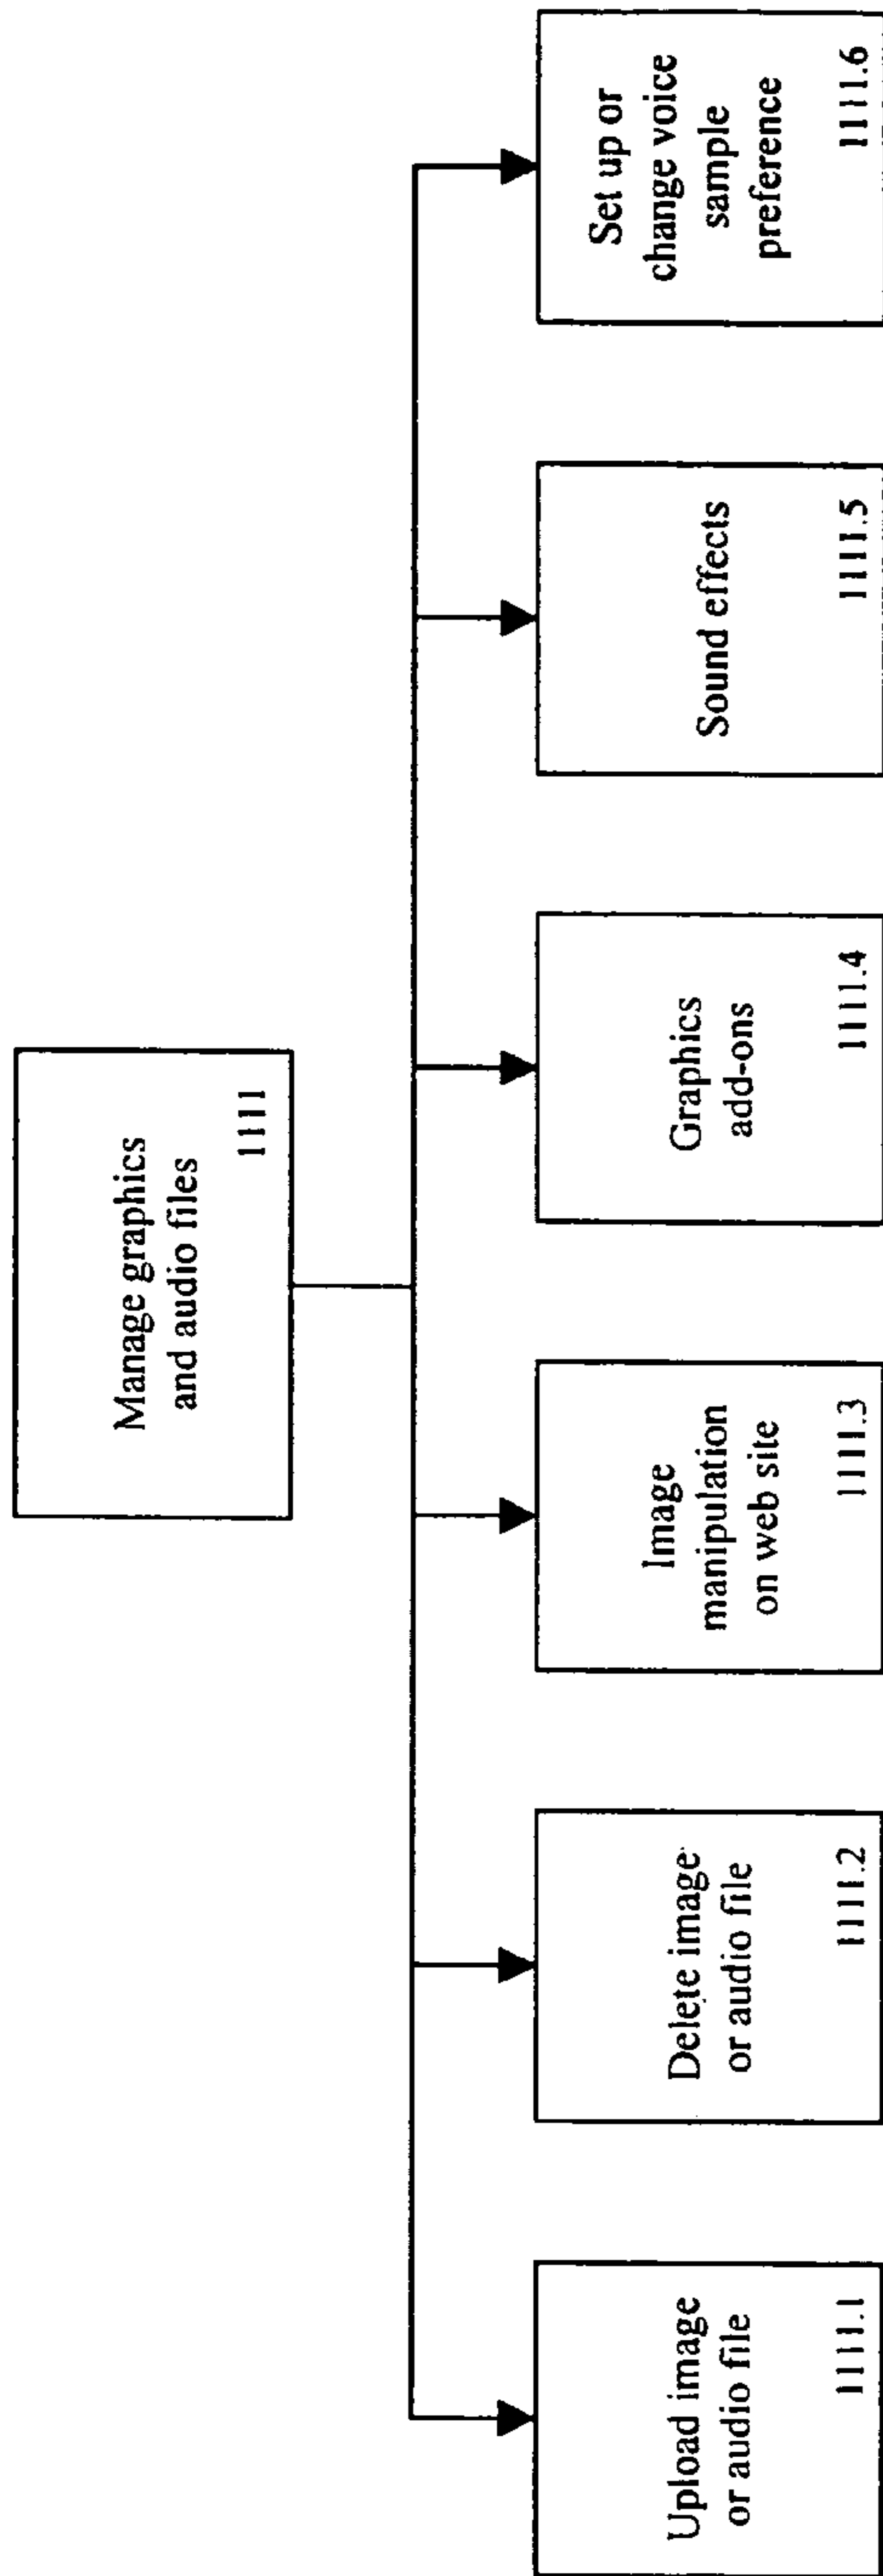 Manage graphics
and audio files
1111
Upload image
or audio file
1111.1
Delete image
or audio file
1111.2
Image
manipulation
on web site
1111.3
Graphics
add-ons
1111.4
Sound effects
1111.5
Set up or
change voice
sample
preference
1111.6